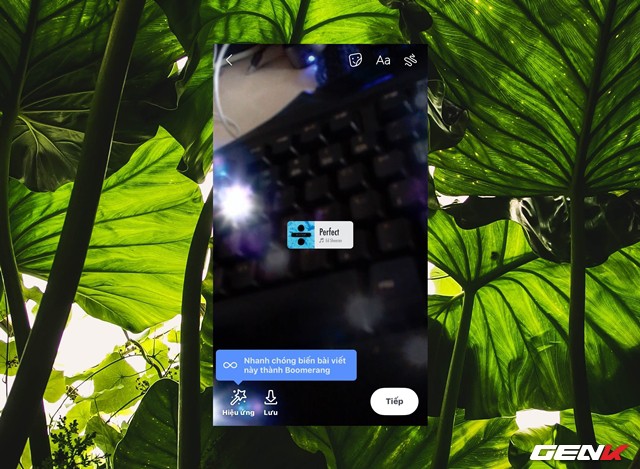 Aa
Perfect
Ed Sheeran
Nhanh chóng biến bài viết
này thành Boomerang
Hiệu ứng
Lưu
Tiếp
GENK